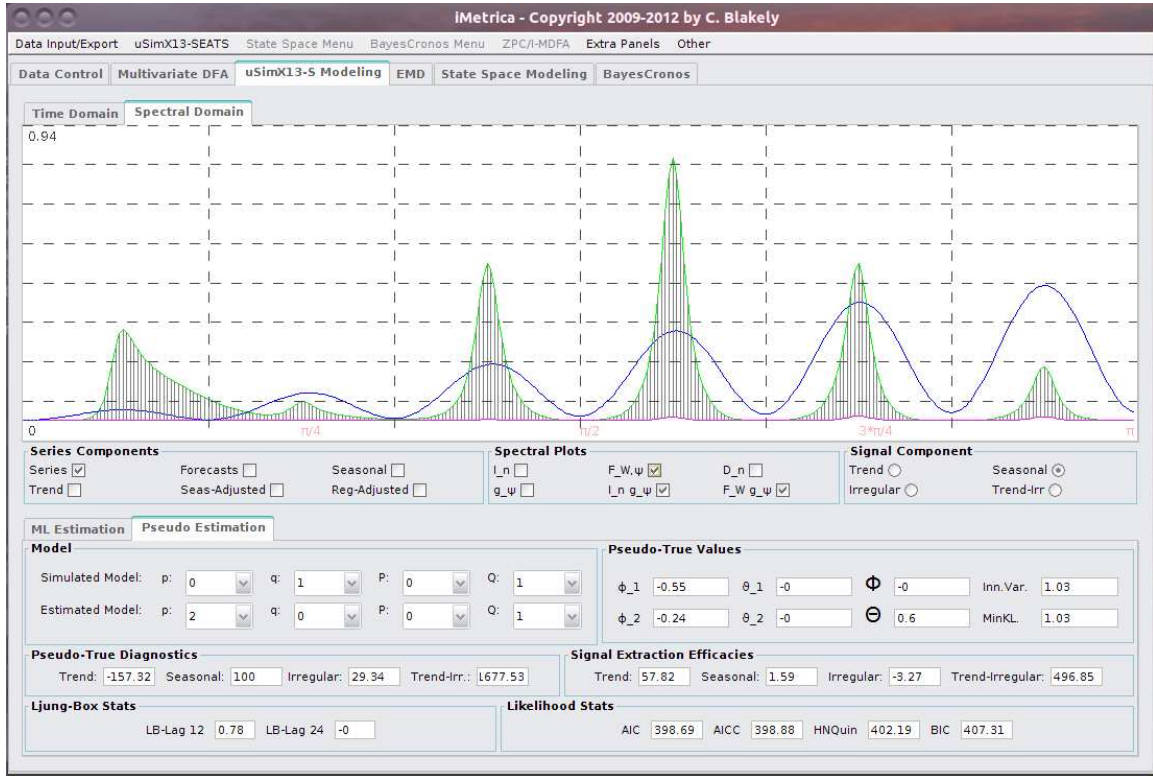 iMetrica - Copyright 2009-2012 by C. Blakely
Data Input/Export uSimX13-SEATS State Space Menu BayesCronos Menu ZPC/I-MDFA Extra Panels Other
Data Control Multivariate DFA uSimX13-S Modeling EMD State Space Modeling BayesCronos
Time Domain Spectral Domain
0.94
0 π/4 π/2 3*π/4 π
Series Components Spectral Plots Signal Component
Series Forecasts Seasonal I_n F_W,ψ D_n Trend Seasonal
Trend Seas-Adjusted Reg-Adjusted g_ψ I_n g_ψ F_W g_ψ Irregular Trend-Irr
ML Estimation Pseudo Estimation
Model Pseudo-True Values
Simulated Model: p: 0 q: 1 P: 0 Q: 1 ϕ_1 -0.55 θ_1 -0 Φ -0 Inn.Var. 1.03
Estimated Model: p: 2 q: 0 P: 0 Q: 1 ϕ_2 -0.24 θ_2 -0 Θ 0.6 MinKL. 1.03
Pseudo-True Diagnostics Signal Extraction Efficacies
Trend: -157.32 Seasonal: 100 Irregular: 29.34 Trend-Irr.: 1677.53 Trend: 57.82 Seasonal: 1.59 Irregular: -3.27 Trend-Irregular: 496.85
Ljung-Box Stats Likelihood Stats
LB-Lag 12 0.78 LB-Lag 24 -0 AIC 398.69 AICC 398.88 HNQuin 402.19 BIC 407.31